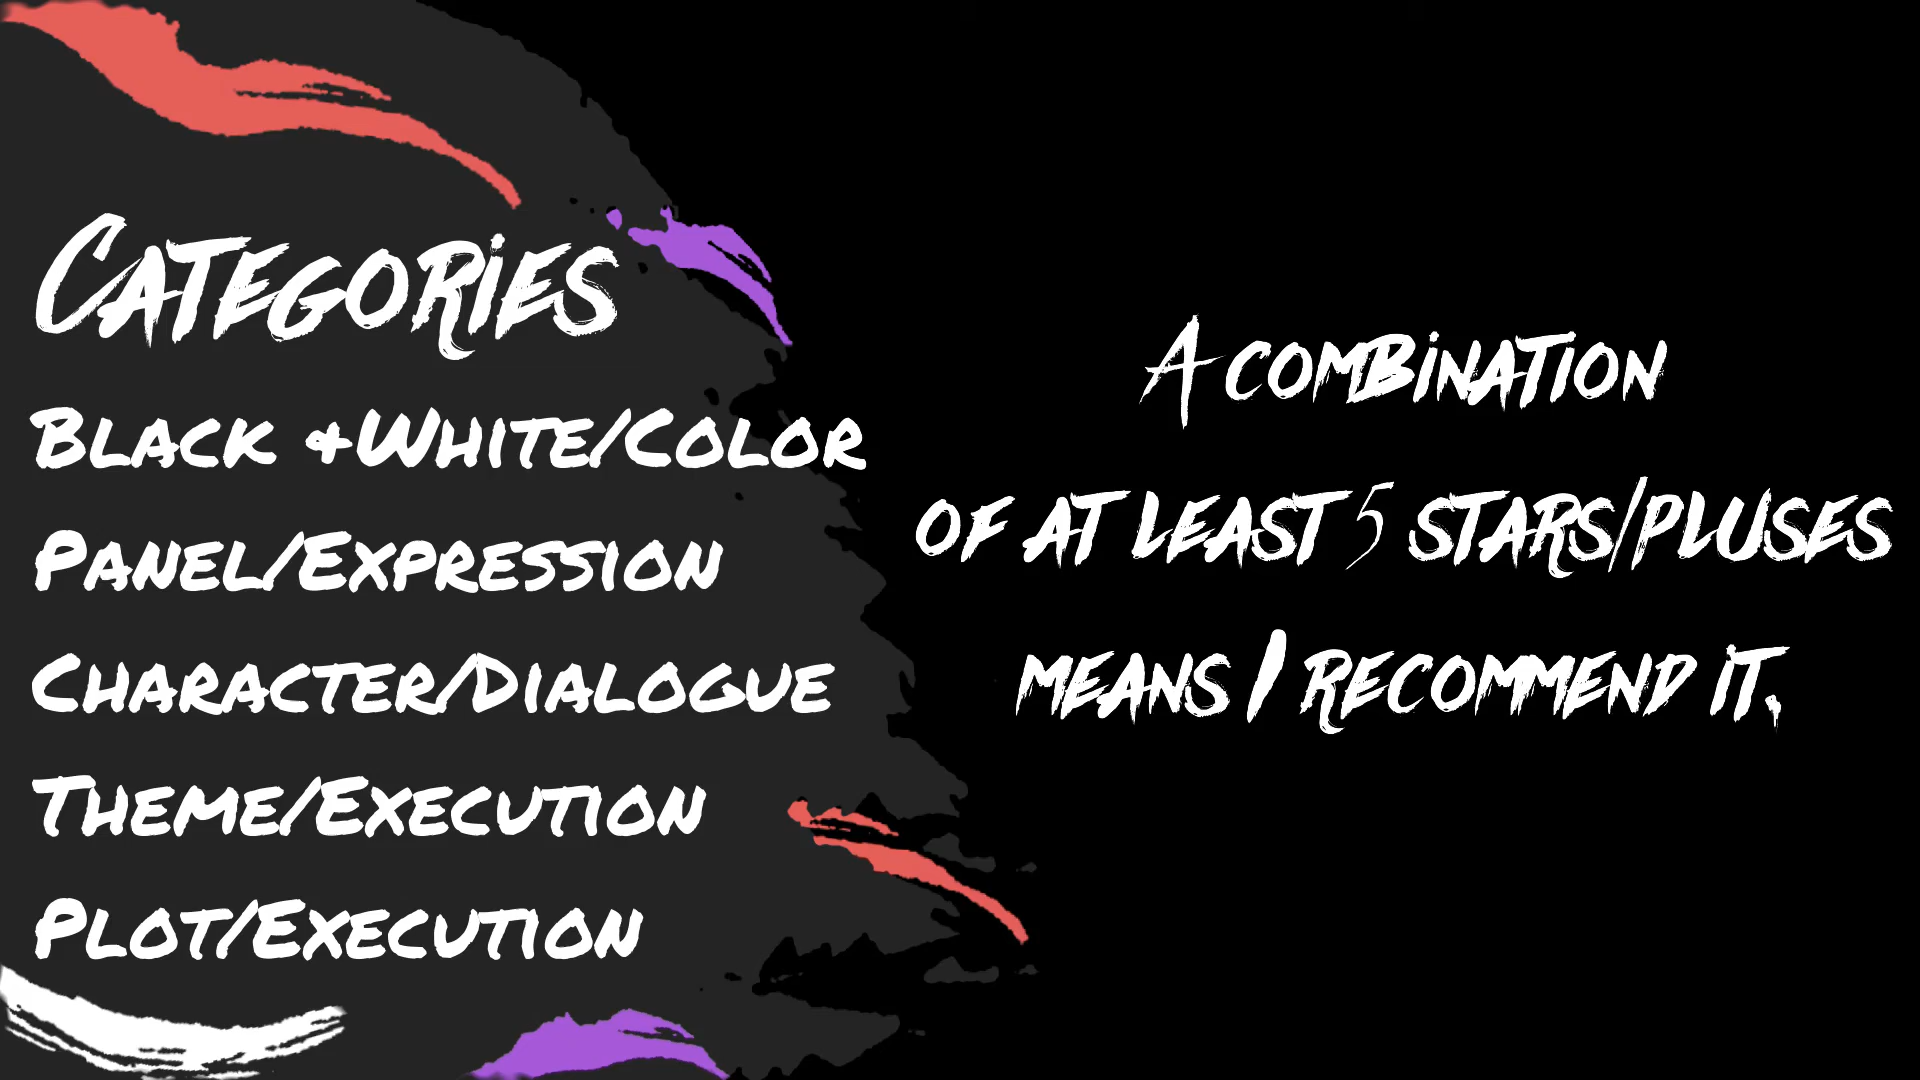 Categories
Black &White/Color
Panel/Expression
Character/Dialogue
Theme/Execution
Plot/Execution
A combination
of at least 5 stars/pluses
means I recommend it.